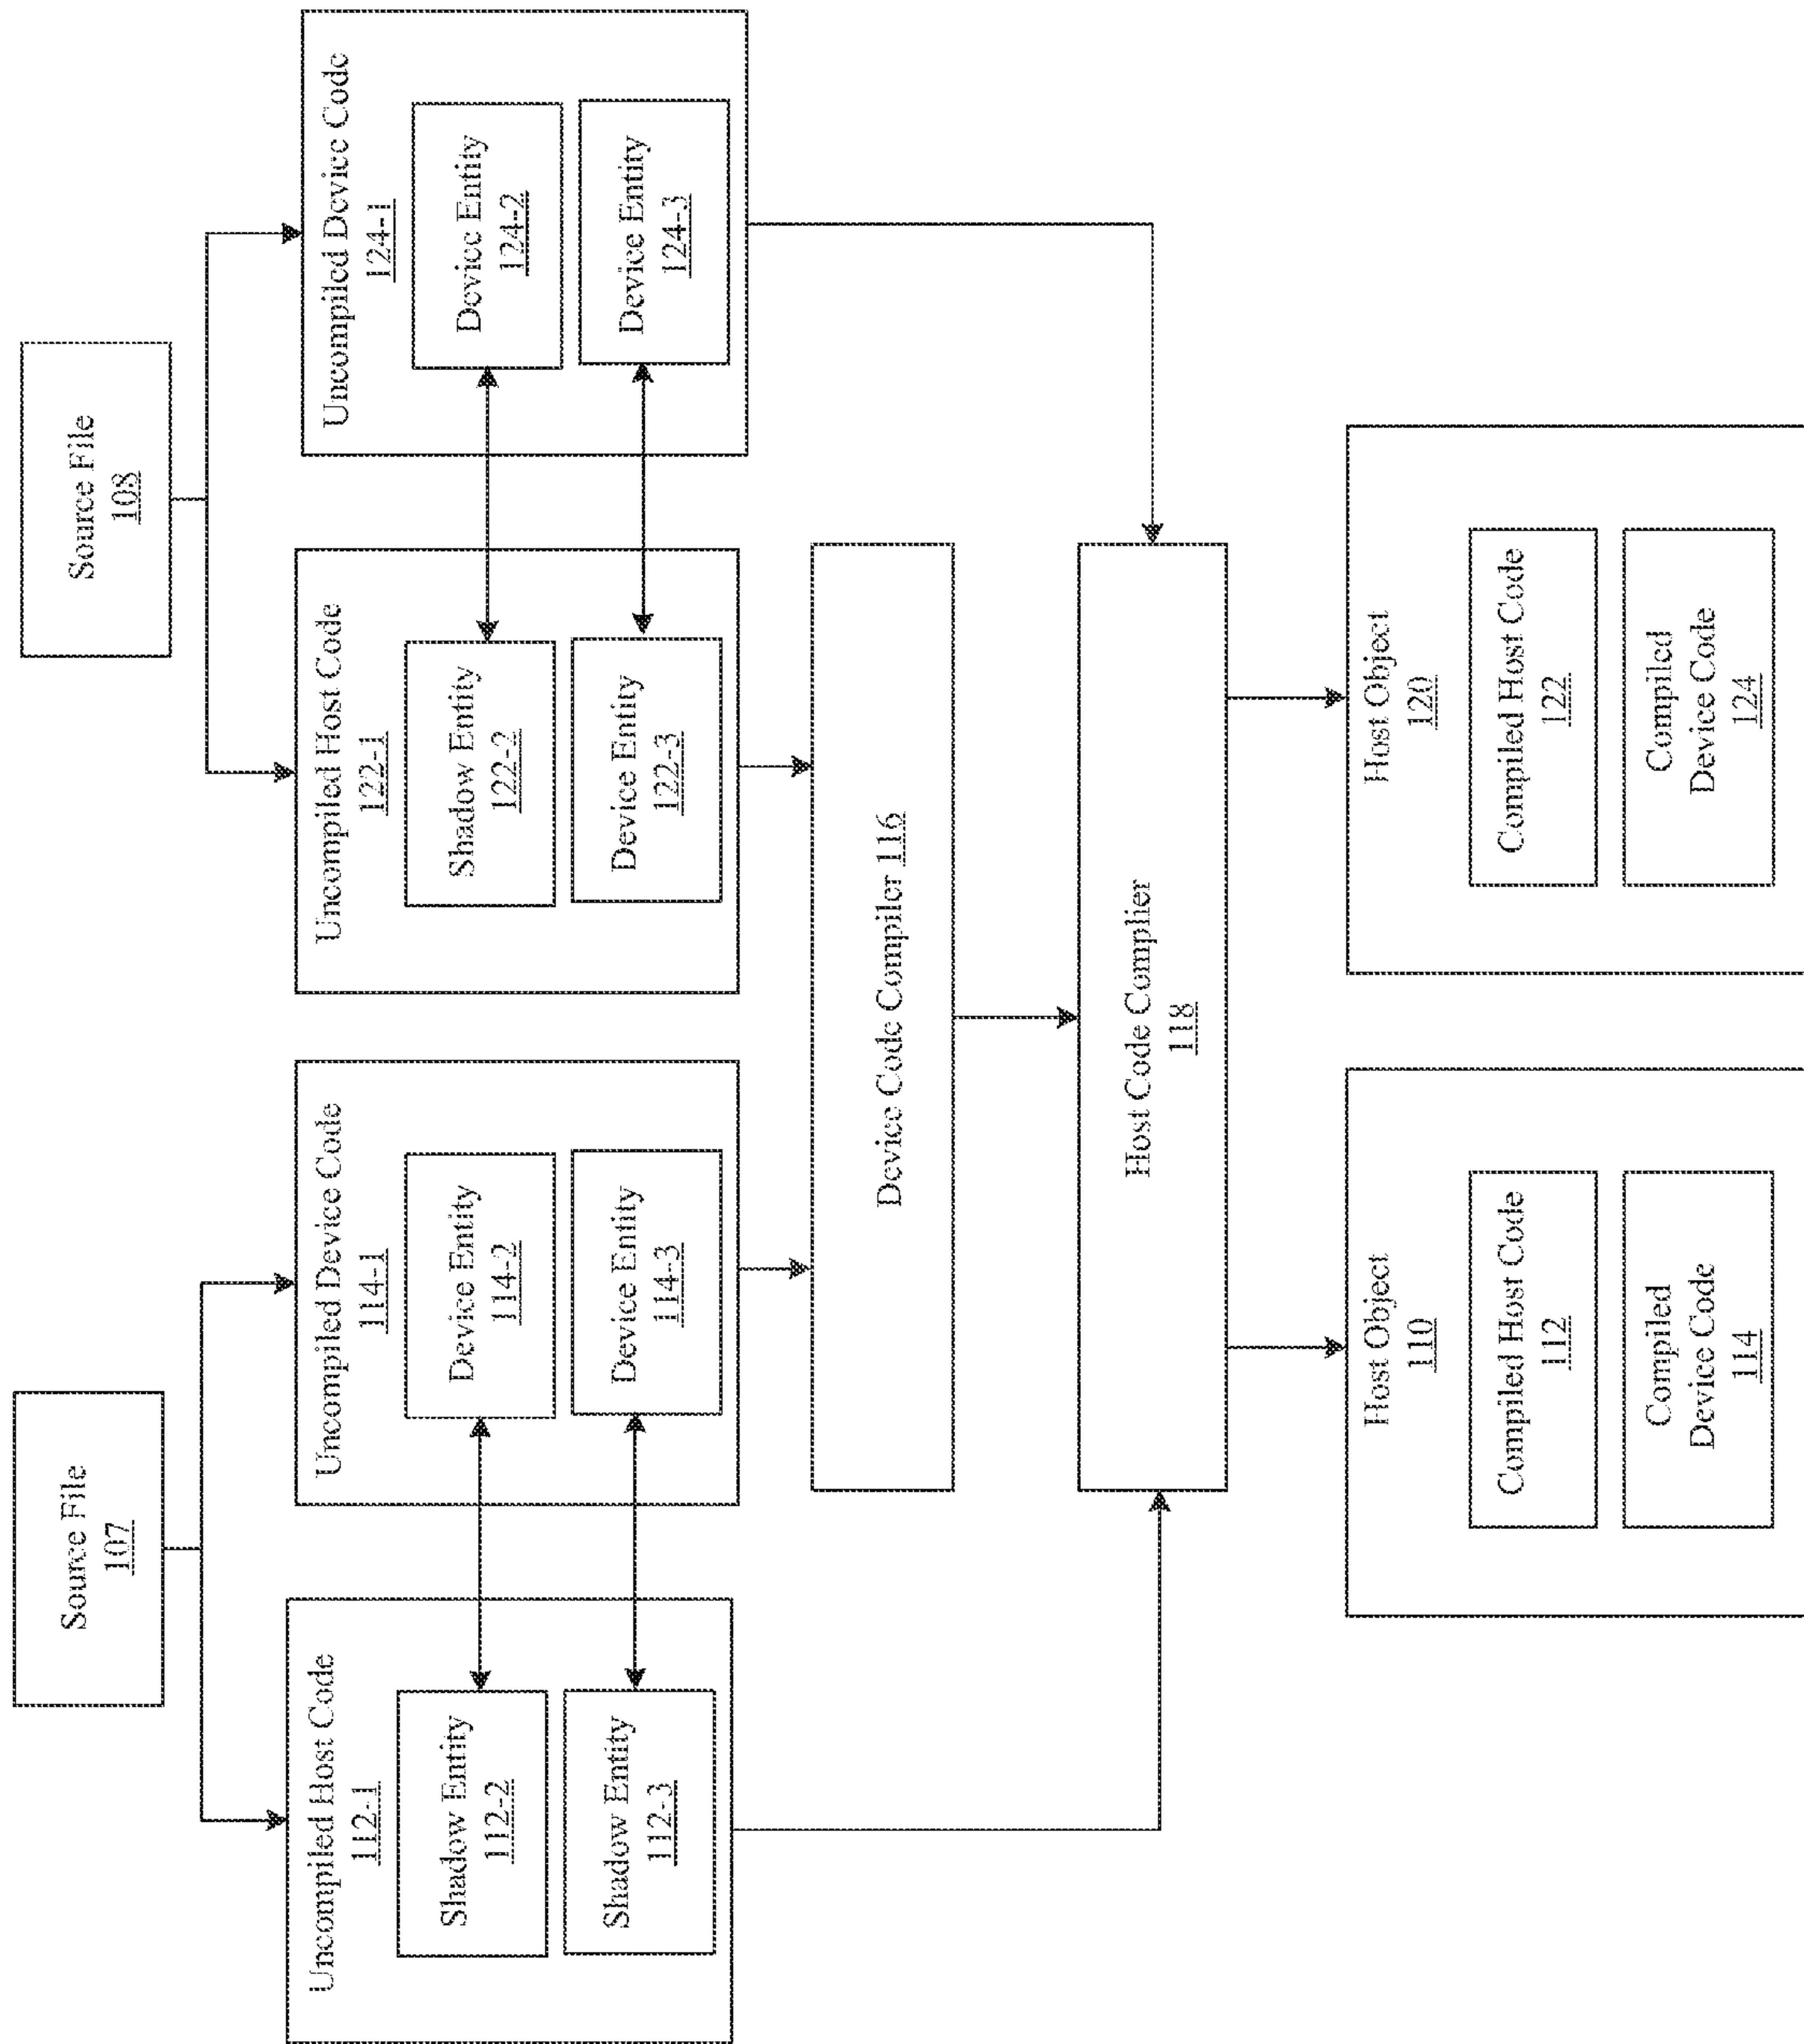 Source File
107
Source File
108
Uncompiled Host Code
112-1
Shadow Entity
112-2
Shadow Entity
112-3
Uncompiled Device Code
114-1
Device Entity
114-2
Device Entity
114-3
Uncompiled Host Code
122-1
Shadow Entity
122-2
Device Entity
122-3
Uncompiled Device Code
124-1
Device Entity
124-2
Device Entity
124-3
Device Code Compiler 116
Host Code Complier
118
Host Object
110
Compiled Host Code
112
Compiled
Device Code
114
Host Object
120
Compiled Host Code
122
Compiled
Device Code
124